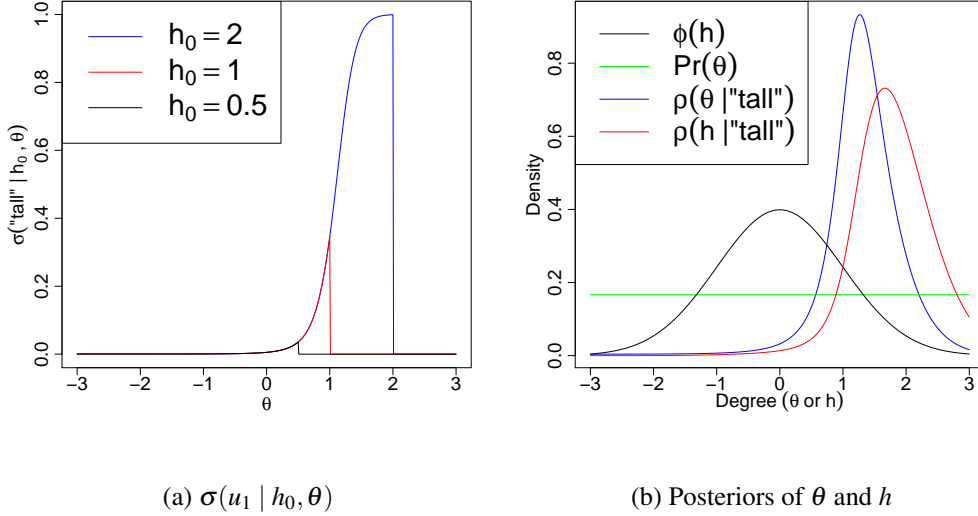 h₀ = 2
h₀ = 1
h₀ = 0.5
σ("tall" | h₀, θ)
0.0 0.2 0.4 0.6 0.8 1.0
−3 −2 −1 0 1 2 3
θ
(a) σ(u₁ | h₀, θ)
ϕ(h)
Pr(θ)
ρ(θ |"tall")
ρ(h |"tall")
Density
0.0 0.2 0.4 0.6 0.8
−3 −2 −1 0 1 2 3
Degree (θ or h)
(b) Posteriors of θ and h